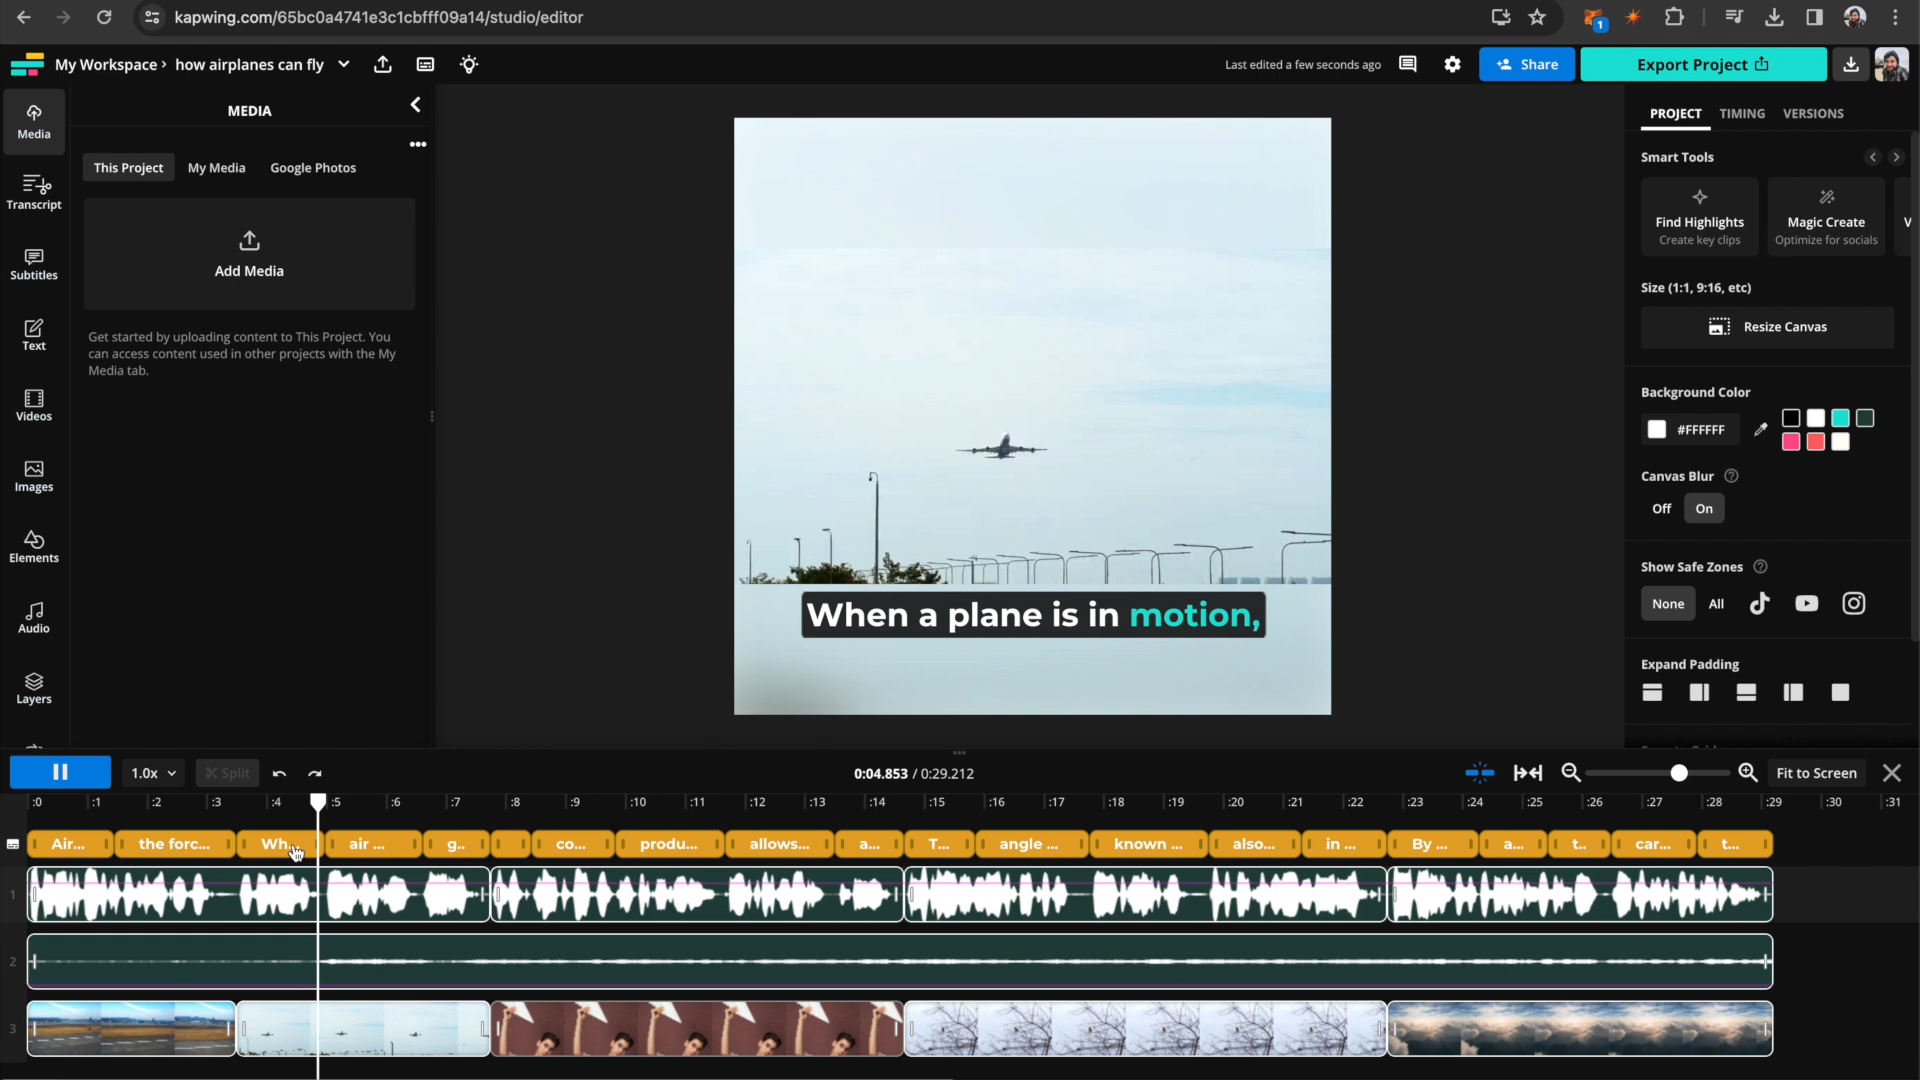 kapwing.com/65bc0a4741e3c1cbfff09a14/studio/editor
1
My Workspace › how airplanes can fly
Last edited a few seconds ago
Share
Export Project
Media
Transcript
Subtitles
Text
Videos
Images
Elements
Audio
Layers
MEDIA
This Project
My Media
Google Photos
Add Media
Get started by uploading content to This Project. You
can access content used in other projects with the My
Media tab.
When a plane is in motion,
PROJECT
TIMING
VERSIONS
Smart Tools
Find Highlights
Create key clips
Magic Create
Optimize for socials
V
Size (1:1, 9:16, etc)
Resize Canvas
Background Color
#FFFFFF
Canvas Blur
Off
On
Show Safe Zones
None
All
Expand Padding
1.0x
Split
0:04.853 / 0:29.212
Fit to Screen
:0 :1 :2 :3 :4 :5 :6 :7 :8 :9 :10 :11 :12 :13 :14 :15 :16 :17 :18 :19 :20 :21 :22 :23 :24 :25 :26 :27 :28 :29 :30 :31
Air... the forc... Wh... air ... g.. co... produ... allows... a... T... angle ... known ... also... in ... By ... a... t.. car... t...
1
2
3